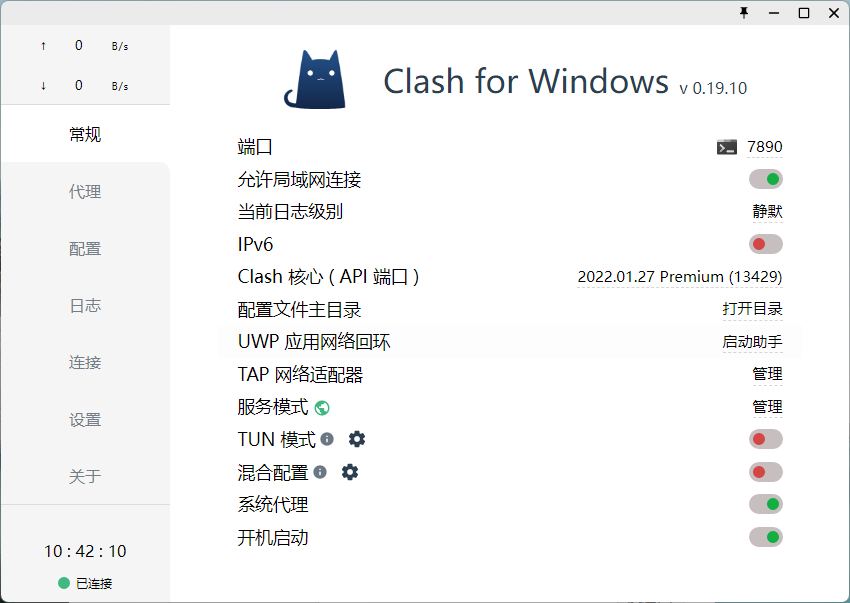 ↑ 0 B/s
↓ 0 B/s
常规
代理
配置
日志
连接
设置
关于
10 : 42 : 10
已连接
Clash for Windows v 0.19.10
端口 7890
允许局域网连接
当前日志级别 静默
IPv6
Clash 核心 ( API 端口 ) 2022.01.27 Premium (13429)
配置文件主目录 打开目录
UWP 应用网络回环 启动助手
TAP 网络适配器 管理
服务模式 管理
TUN 模式
混合配置
系统代理
开机启动